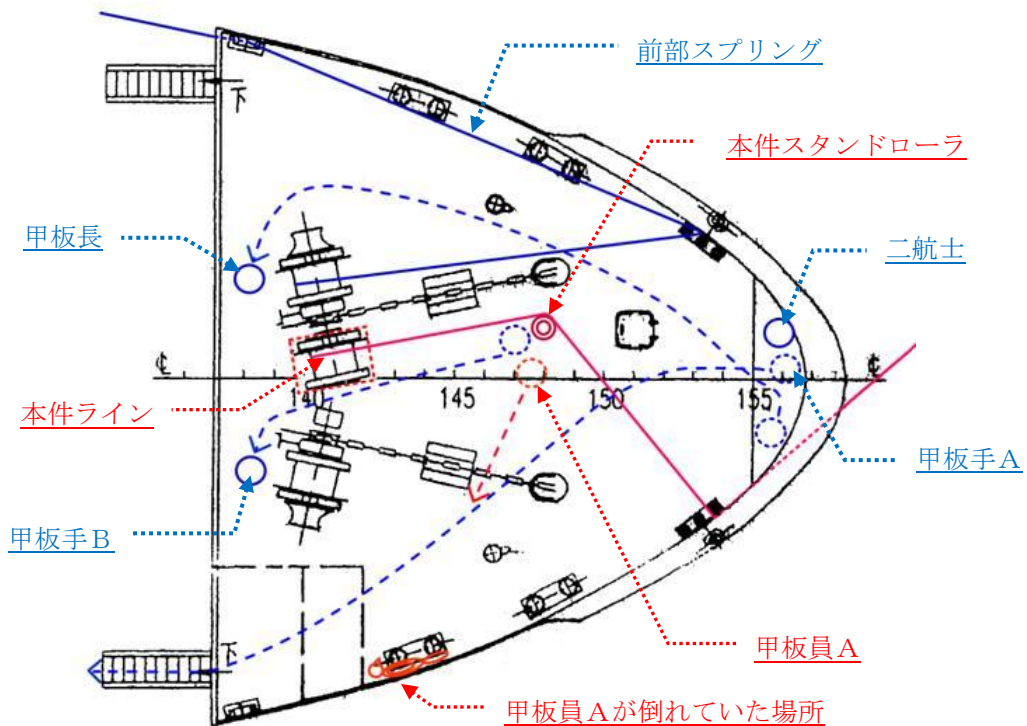 前部スプリング
下
本件スタンドローラ
甲板長
二航士
140
145
150
155
本件ライン
甲板手A
甲板手B
甲板員A
下
甲板員Aが倒れていた場所